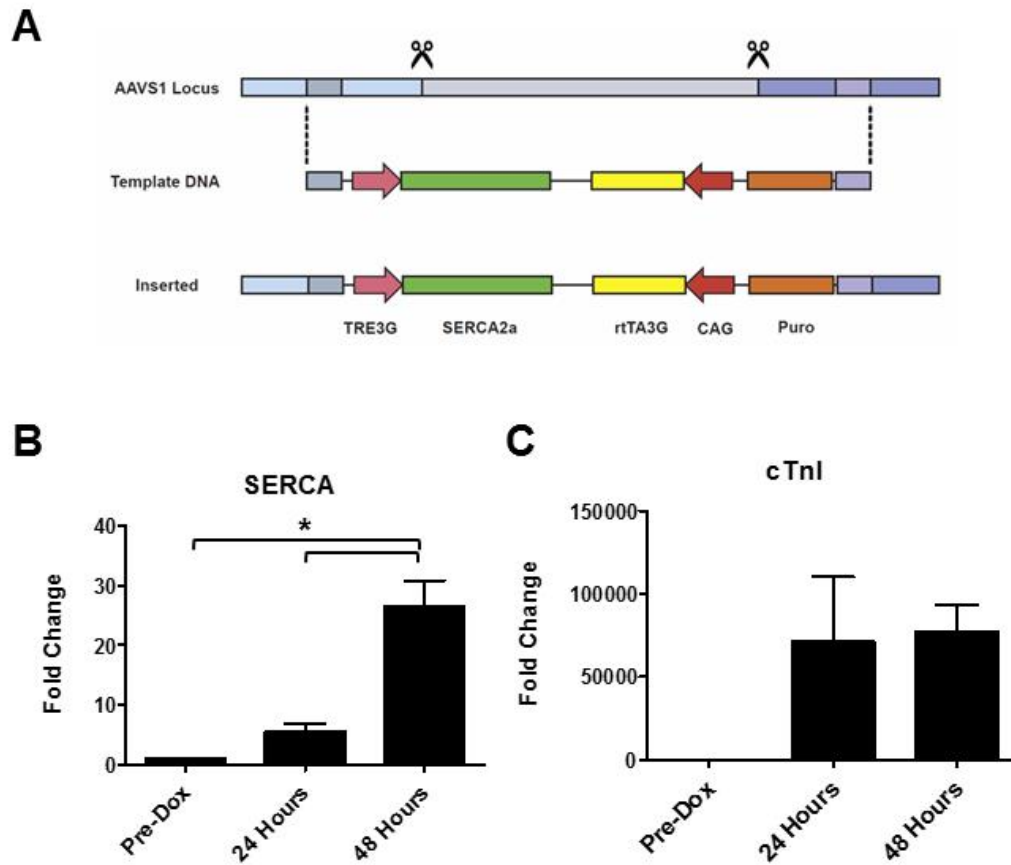 A
AAVS1 Locus
Template DNA
Inserted
TRE3G SERCA2a rtTA3G CAG Puro
B
SERCA
*
Fold Change
40
30
20
10
0
Pre-Dox
24 Hours
48 Hours
C
cTnI
Fold Change
150000
100000
50000
0
Pre-Dox
24 Hours
48 Hours